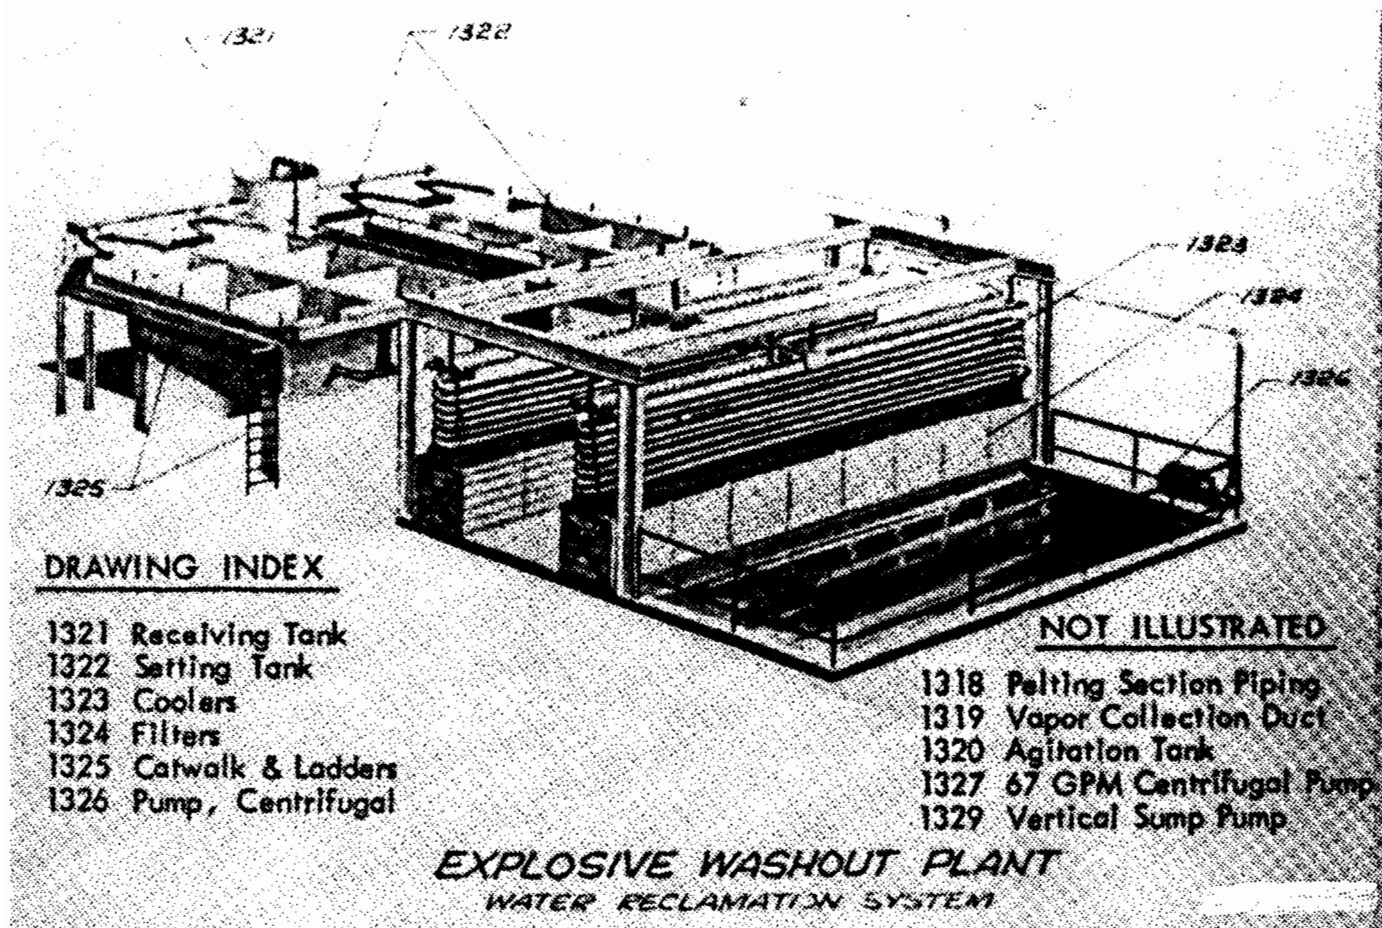 1321
1322
1323
1324
1326
1325
DRAWING INDEX
1321 Receiving Tank
1322 Setting Tank
1323 Coolers
1324 Filters
1325 Catwalk & Ladders
1326 Pump, Centrifugal
NOT ILLUSTRATED
1318 Pelting Section Piping
1319 Vapor Collection Duct
1320 Agitation Tank
1327 67 GPM Centrifugal Pump
1329 Vertical Sump Pump
EXPLOSIVE WASHOUT PLANT
WATER RECLAMATION SYSTEM